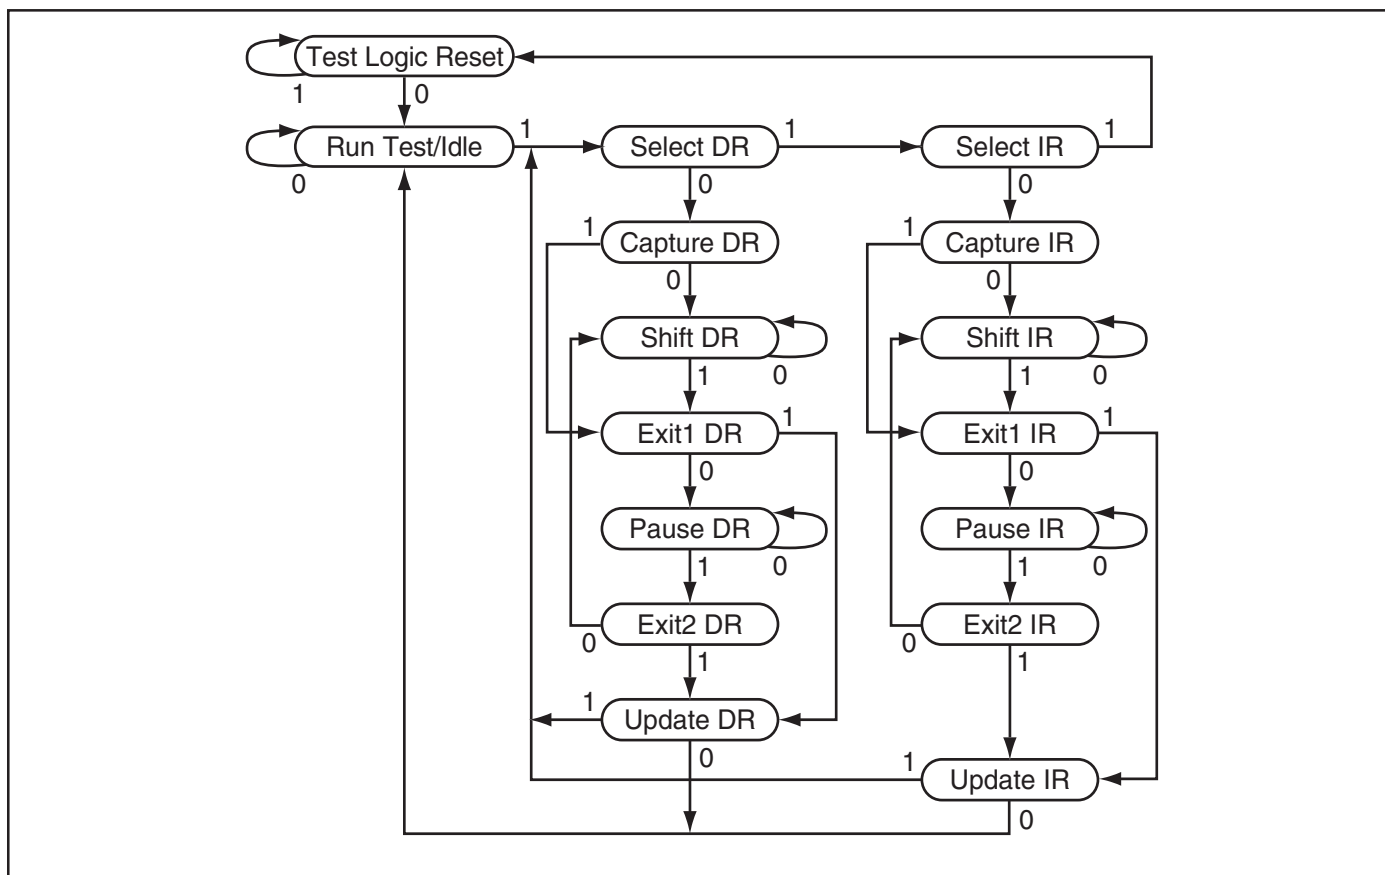 Test Logic Reset
1 0
Run Test/Idle 1 Select DR 1 Select IR 1
0 0 0
1 Capture DR 1 Capture IR
0 0
Shift DR Shift IR
1 0 1 0
Exit1 DR 1 Exit1 IR 1
0 0
Pause DR Pause IR
1 0 1 0
Exit2 DR Exit2 IR
0 1 0 1
1 Update DR
0 1 Update IR
0